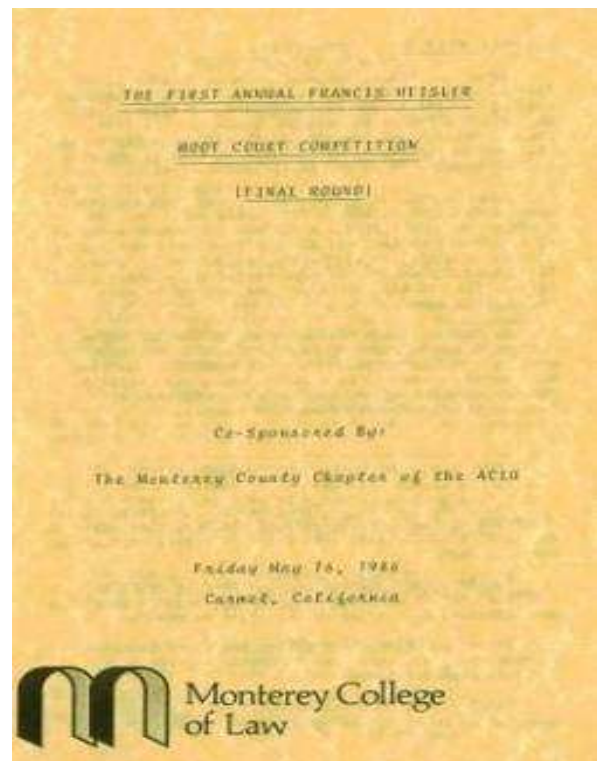 THE FIRST ANNUAL FRANCIS HEISLER
MOOT COURT COMPETITION
(FINAL ROUND)
Co-Sponsored By:
The Monterey County Chapter of the ACLU
Friday May 16, 1986
Carmel, California
Monterey College
of Law